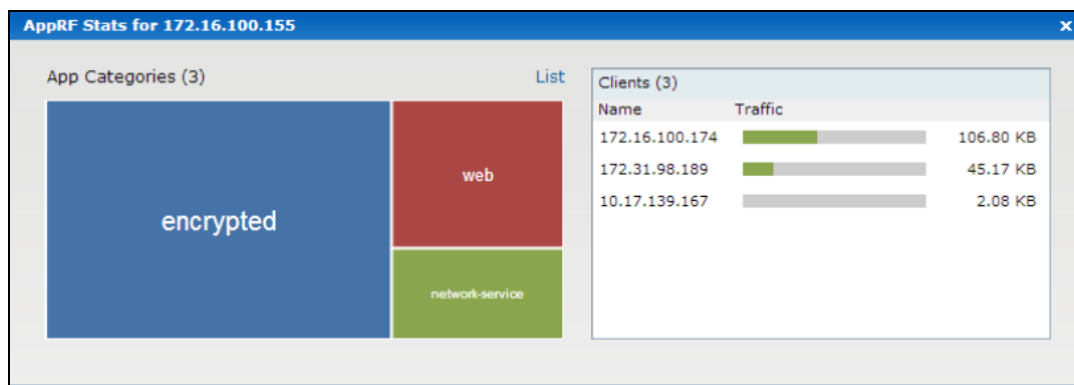 AppRF Stats for 172.16.100.155 x
App Categories (3) List
encrypted
web
network-service
Clients (3)
Name Traffic
172.16.100.174 106.80 KB
172.31.98.189 45.17 KB
10.17.139.167 2.08 KB